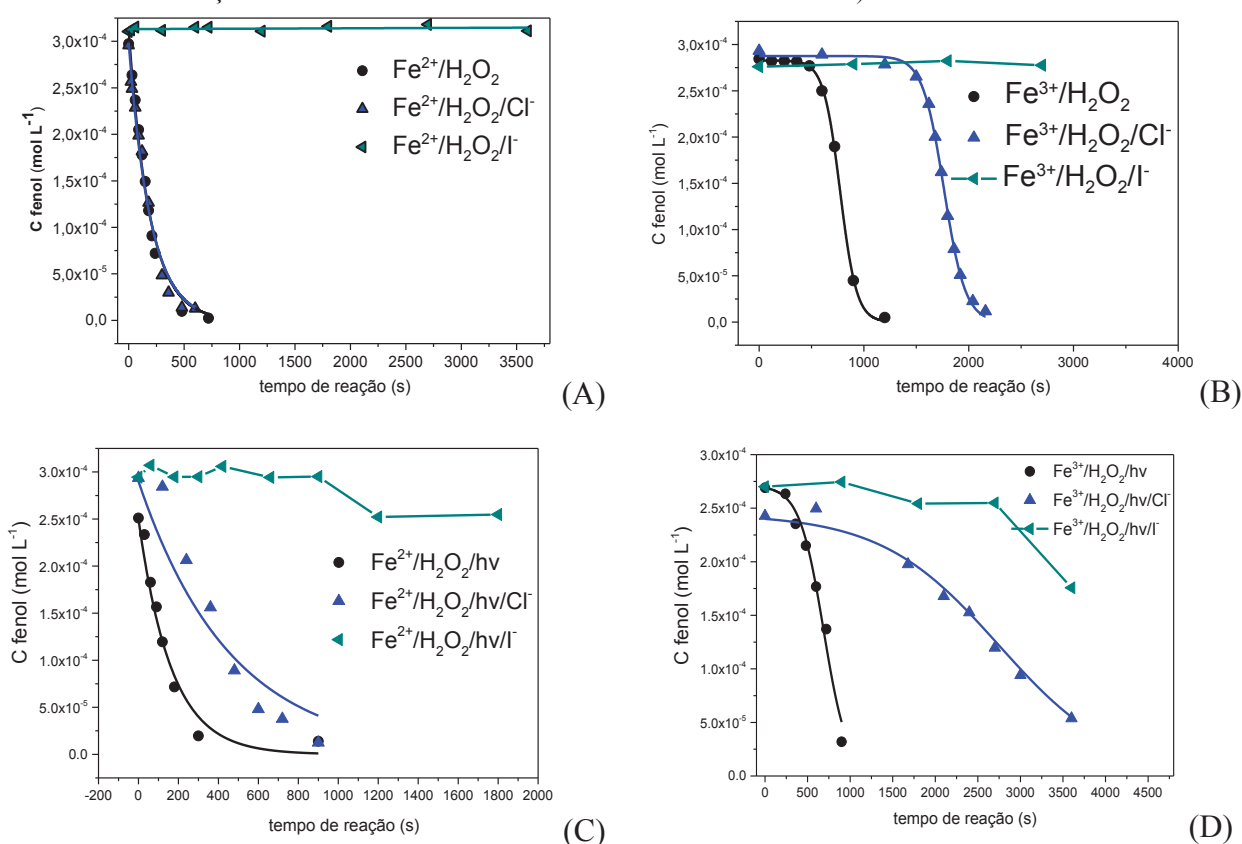 3,0x10⁻⁴
2,5x10⁻⁴
2,0x10⁻⁴
1,5x10⁻⁴
1,0x10⁻⁴
5,0x10⁻⁵
0,0
C fenol (mol L⁻¹)
Fe²⁺/H₂O₂
Fe²⁺/H₂O₂/Cl⁻
Fe²⁺/H₂O₂/I⁻
0 500 1000 1500 2000 2500 3000 3500
tempo de reação (s)
(A)
3,0x10⁻⁴
2,5x10⁻⁴
2,0x10⁻⁴
1,5x10⁻⁴
1,0x10⁻⁴
5,0x10⁻⁵
0,0
C fenol (mol L⁻¹)
Fe³⁺/H₂O₂
Fe³⁺/H₂O₂/Cl⁻
Fe³⁺/H₂O₂/I⁻
0 1000 2000 3000 4000
tempo de reação (s)
(B)
3.0x10⁻⁴
2.5x10⁻⁴
2.0x10⁻⁴
1.5x10⁻⁴
1.0x10⁻⁴
5.0x10⁻⁵
0.0
C fenol (mol L⁻¹)
Fe²⁺/H₂O₂/hv
Fe²⁺/H₂O₂/hv/Cl⁻
Fe²⁺/H₂O₂/hv/I⁻
-200 0 200 400 600 800 1000 1200 1400 1600 1800 2000
tempo de reação (s)
(C)
3.0x10⁻⁴
2.5x10⁻⁴
2.0x10⁻⁴
1.5x10⁻⁴
1.0x10⁻⁴
5.0x10⁻⁵
0.0
C fenol (mol L⁻¹)
Fe³⁺/H₂O₂/hv
Fe³⁺/H₂O₂/hv/Cl⁻
Fe³⁺/H₂O₂/hv/I⁻
0 500 1000 1500 2000 2500 3000 3500 4000 4500
tempo de reação (s)
(D)